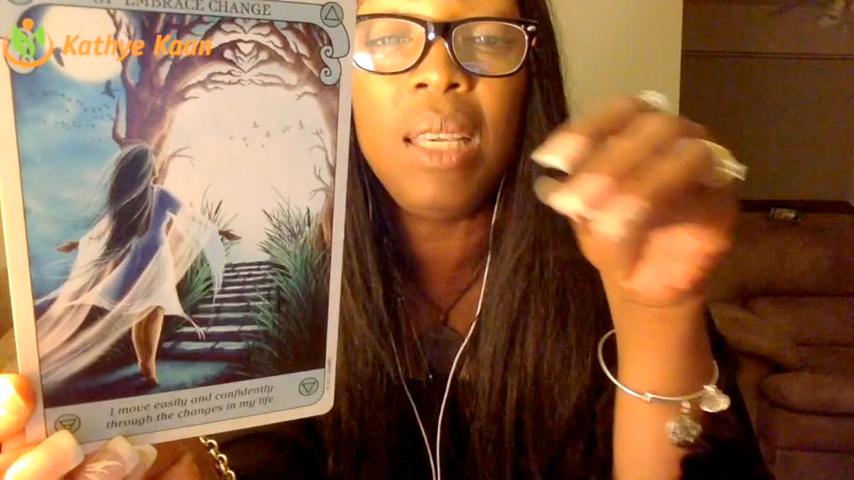 EMBRACE CHANGE
Kathye Kaan
I move easily and confidently
through the changes in my life.